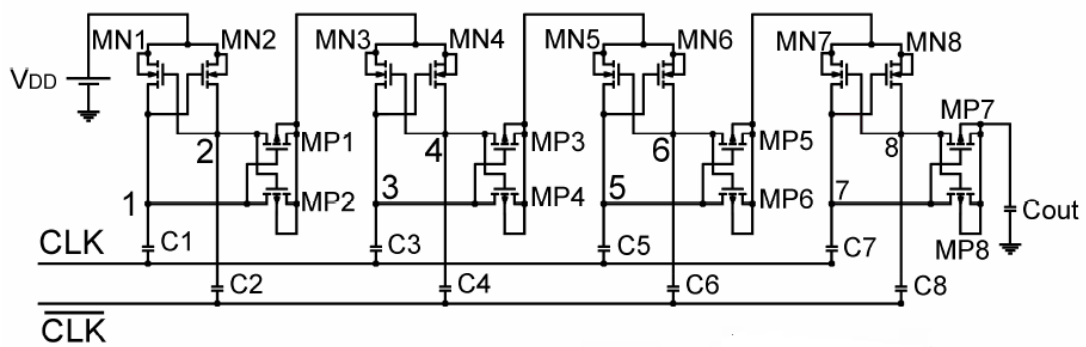 MN1 MN2 MN3 MN4 MN5 MN6 MN7 MN8
VDD
MP7
2 MP1 4 MP3 6 MP5 8
1 MP2 3 MP4 5 MP6 7
Cout
MP8
CLK C1 C3 C5 C7
C2 C4 C6 C8
CLK